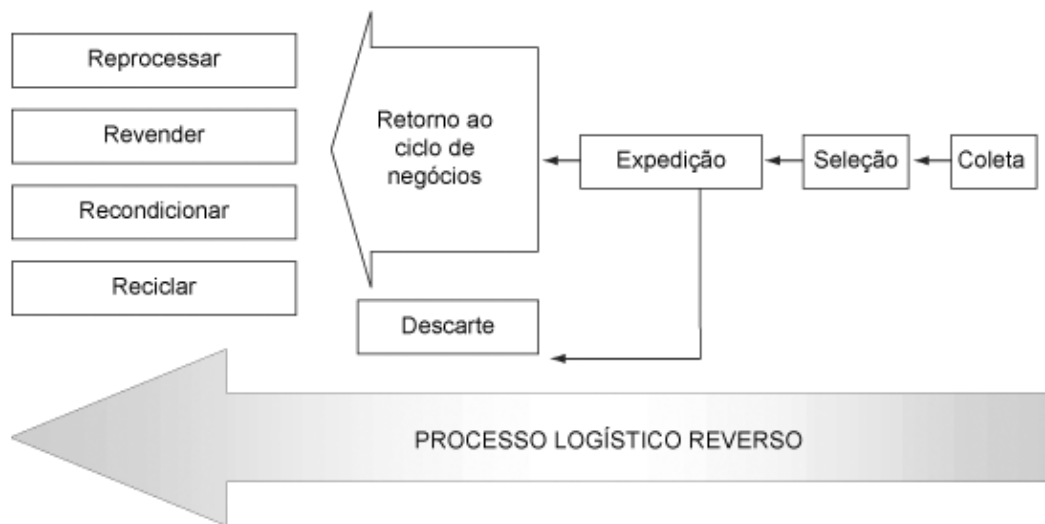 Reprocessar
Revender
Recondicionar
Reciclar
Retorno ao
ciclo de
negócios
Expedição
Seleção
Coleta
Descarte
PROCESSO LOGÍSTICO REVERSO